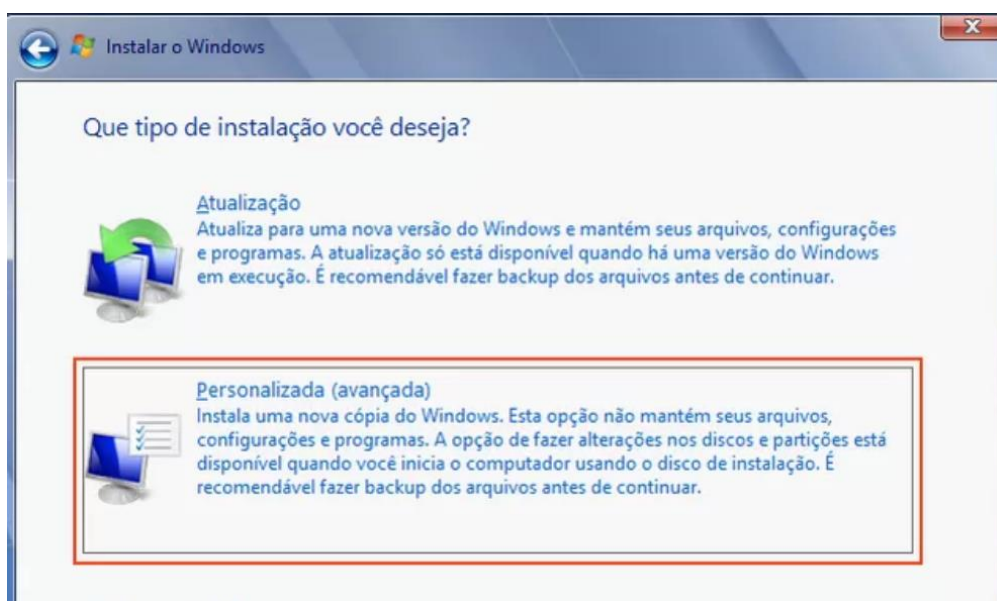 Instalar o Windows
Que tipo de instalação você deseja?
Atualização
Atualiza para uma nova versão do Windows e mantém seus arquivos, configurações
e programas. A atualização só está disponível quando há uma versão do Windows
em execução. É recomendável fazer backup dos arquivos antes de continuar.
Personalizada (avançada)
Instala uma nova cópia do Windows. Esta opção não mantém seus arquivos,
configurações e programas. A opção de fazer alterações nos discos e partições está
disponível quando você inicia o computador usando o disco de instalação. É
recomendável fazer backup dos arquivos antes de continuar.